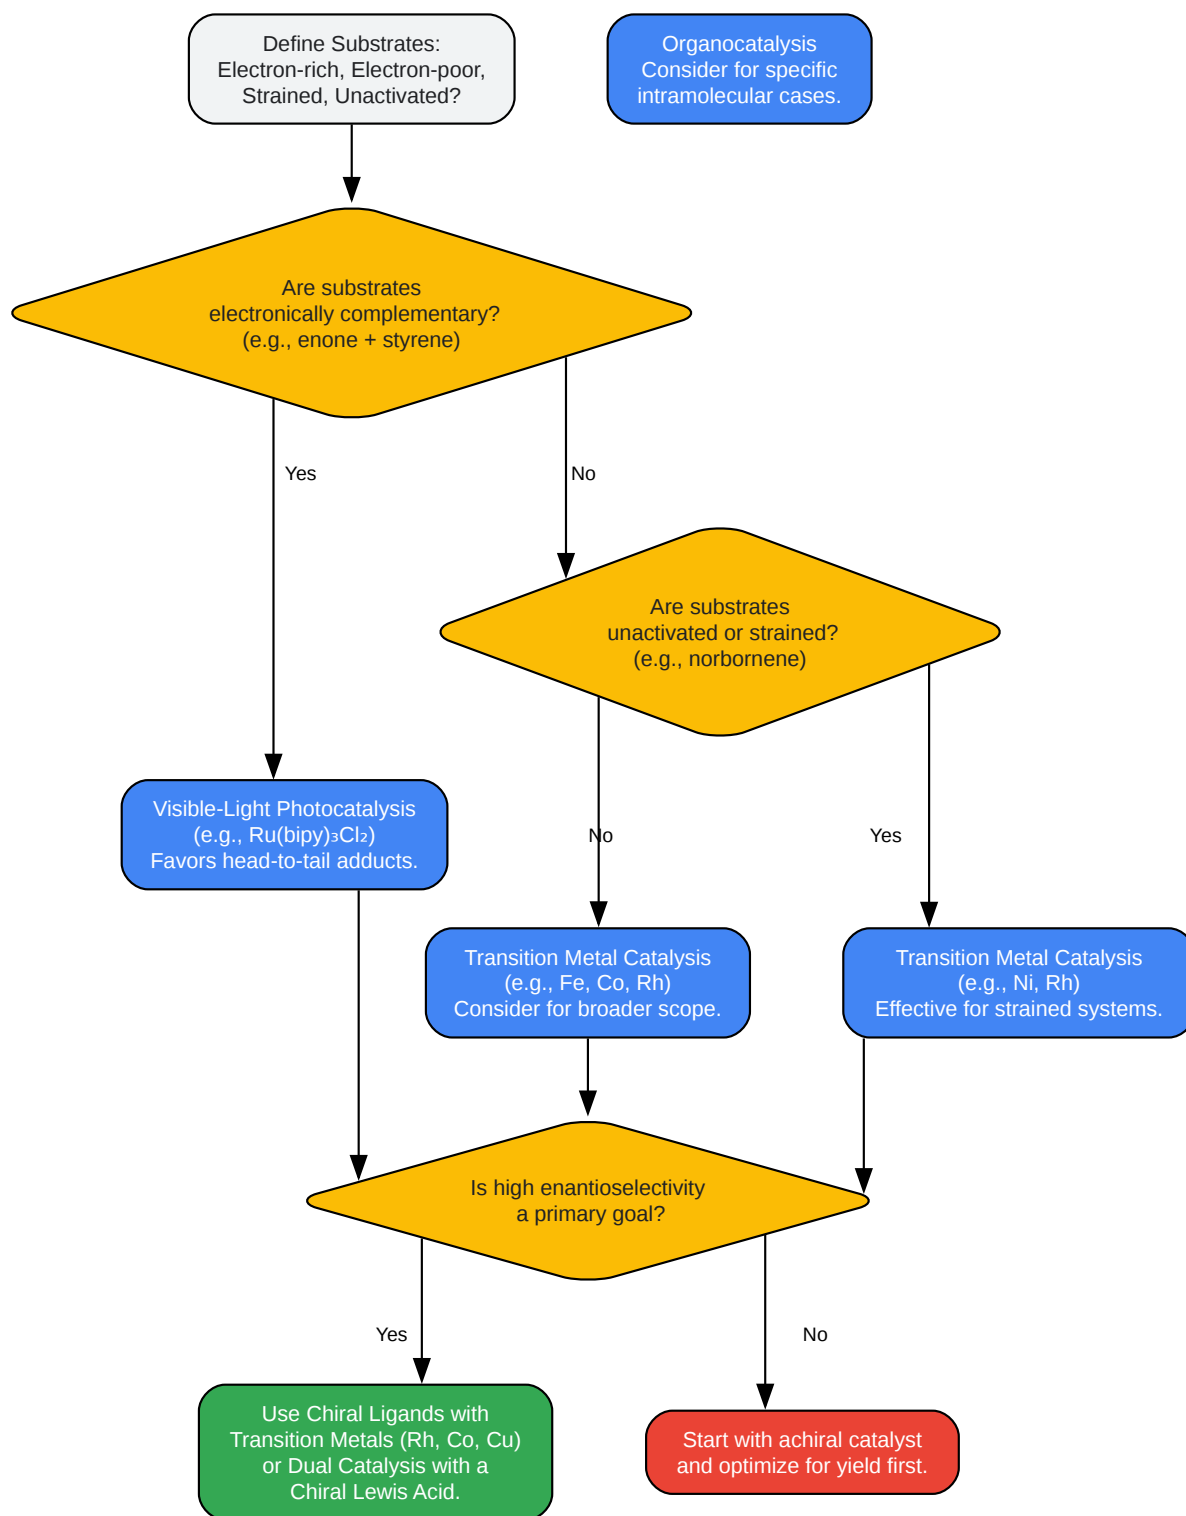 Define Substrates:
Electron-rich, Electron-poor,
Strained, Unactivated?
Organocatalysis
Consider for specific
intramolecular cases.
Are substrates
electronically complementary?
(e.g., enone + styrene)
Yes
No
Are substrates
unactivated or strained?
(e.g., norbornene)
Visible-Light Photocatalysis
(e.g., Ru(bipy)₃Cl₂)
Favors head-to-tail adducts.
No
Yes
Transition Metal Catalysis
(e.g., Fe, Co, Rh)
Consider for broader scope.
Transition Metal Catalysis
(e.g., Ni, Rh)
Effective for strained systems.
Is high enantioselectivity
a primary goal?
Yes
No
Use Chiral Ligands with
Transition Metals (Rh, Co, Cu)
or Dual Catalysis with a
Chiral Lewis Acid.
Start with achiral catalyst
and optimize for yield first.